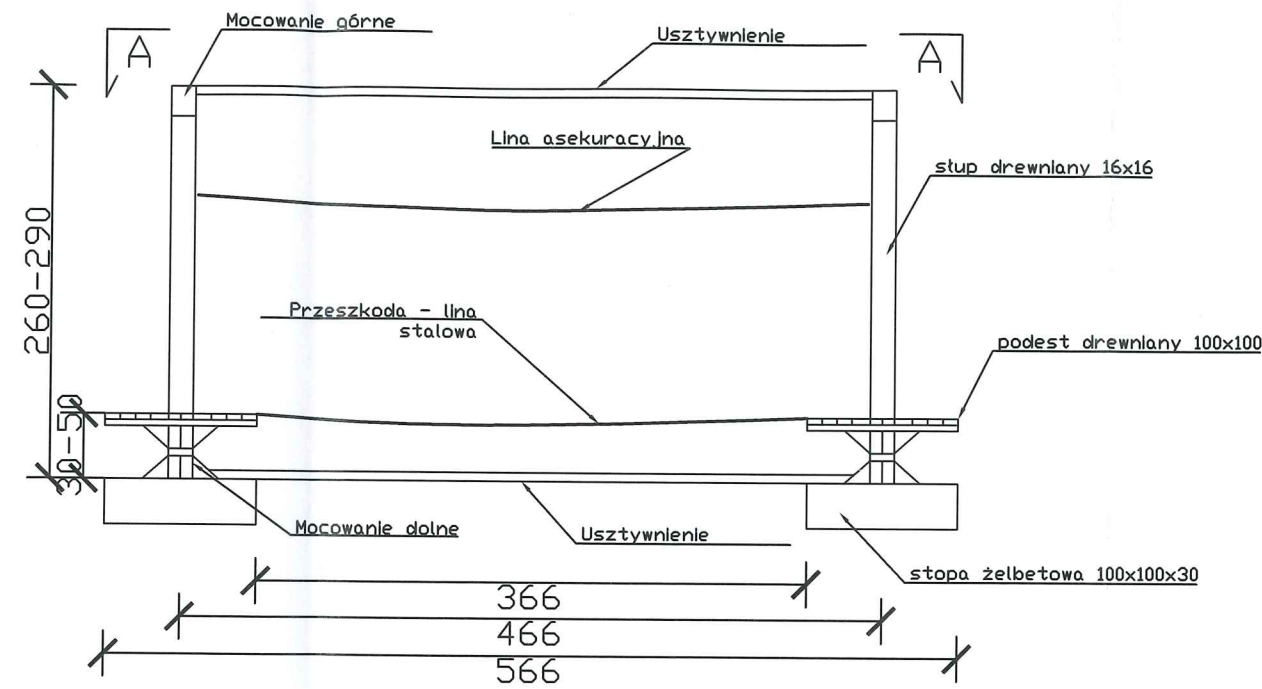 Mocowanie górne
Usztywnienie
A
A
Lina asekuracyjna
słup drewniany 16x16
260-290
Przeszkoda - lina
stalowa
podest drewniany 100x100
30-50
Mocowanie dolne
Usztywnienie
stopa żelbetowa 100x100x30
366
466
566